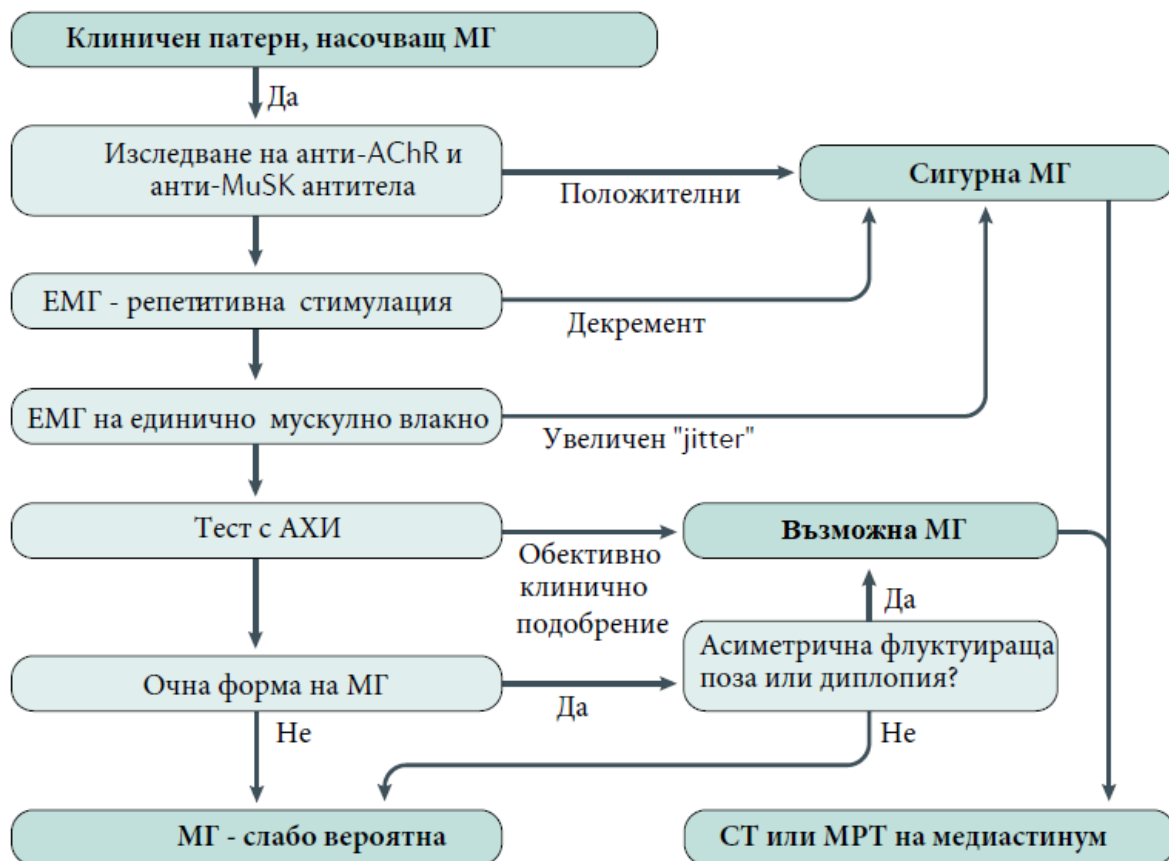 Клиничен патерн, насочващ МГ
Да
Изследване на анти-AChR и
анти-MuSK антитела
Положителни
Сигурна МГ
ЕМГ - репетитивна стимулация
Декремент
ЕМГ на единично мускулно влакно
Увеличен "jitter"
Тест с АХИ
Обективно
клинично
подобрение
Възможна МГ
Да
Асиметрична флуктуираща
поза или диплопия?
Очна форма на МГ
Да
Не
Не
МГ - слабо вероятна
СТ или МРТ на медиастинум